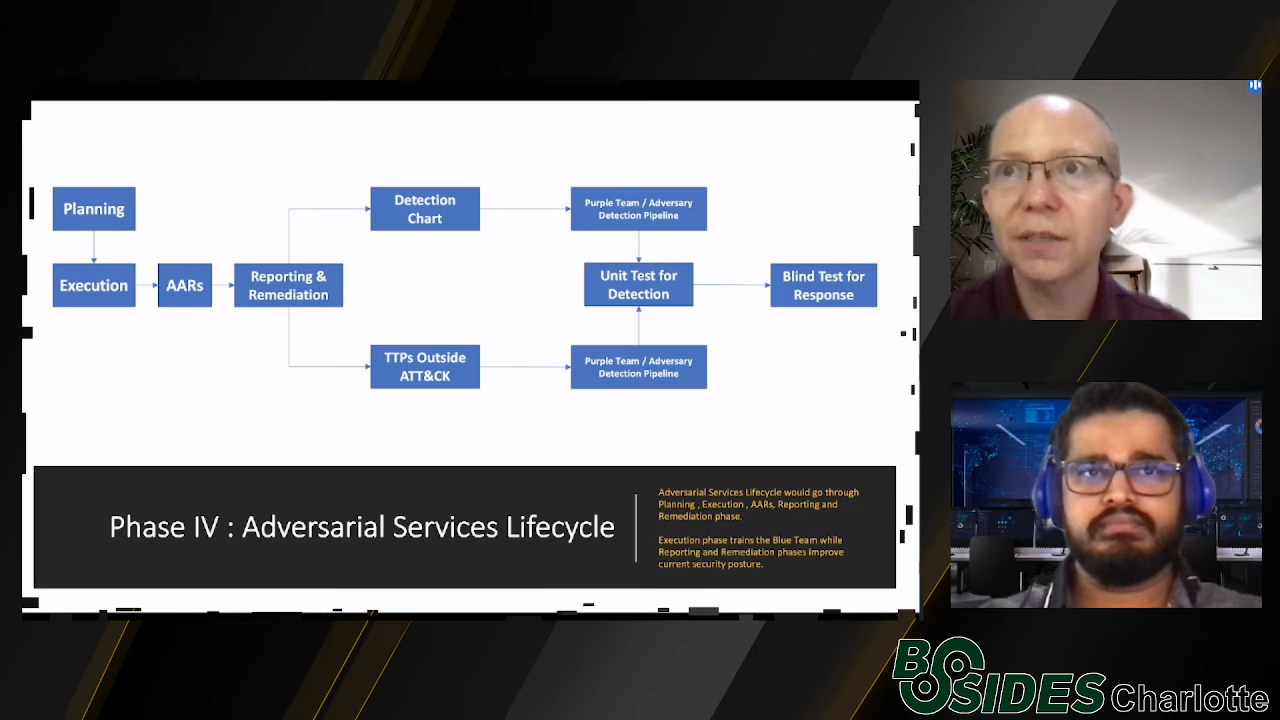 Planning
Execution
AARs
Reporting &
Remediation
Detection
Chart
Purple Team / Adversary
Detection Pipeline
Unit Test for
Detection
Blind Test for
Response
TTPs Outside
ATT&CK
Purple Team / Adversary
Detection Pipeline
Phase IV : Adversarial Services Lifecycle
Adversarial Services Lifecycle would go through
Planning , Execution , AARs, Reporting and
Remediation phase.
Execution phase trains the Blue Team while
Reporting and Remediation phases improve
current security posture.
BSIDES Charlotte